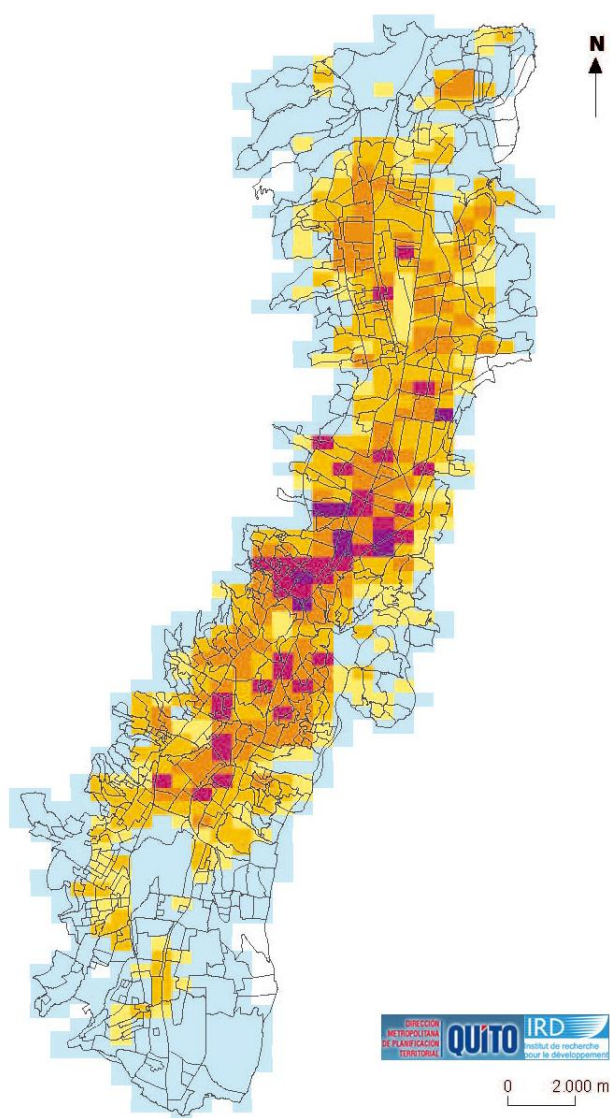 N
DIRECCIÓN
METROPOLITANA
DE PLANIFICACIÓN
TERRITORIAL
QUITO
IRD
Institut de recherche
pour le développement
0 2.000 m